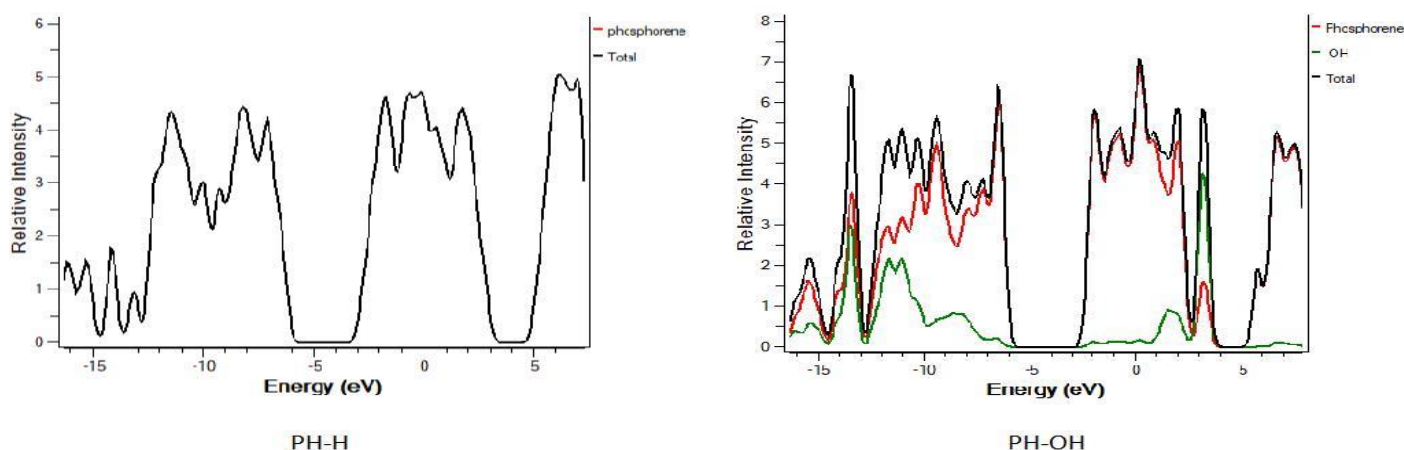 6
5
4
3
2
1
0
Relative Intensity
-15
-10
-5
0
5
Energy (eV)
phosphorene
Total
PH-H
8
7
6
5
4
3
2
1
0
Relative Intensity
-15
-10
-5
0
5
Energy (eV)
Phosphorene
OH
Total
PH-OH